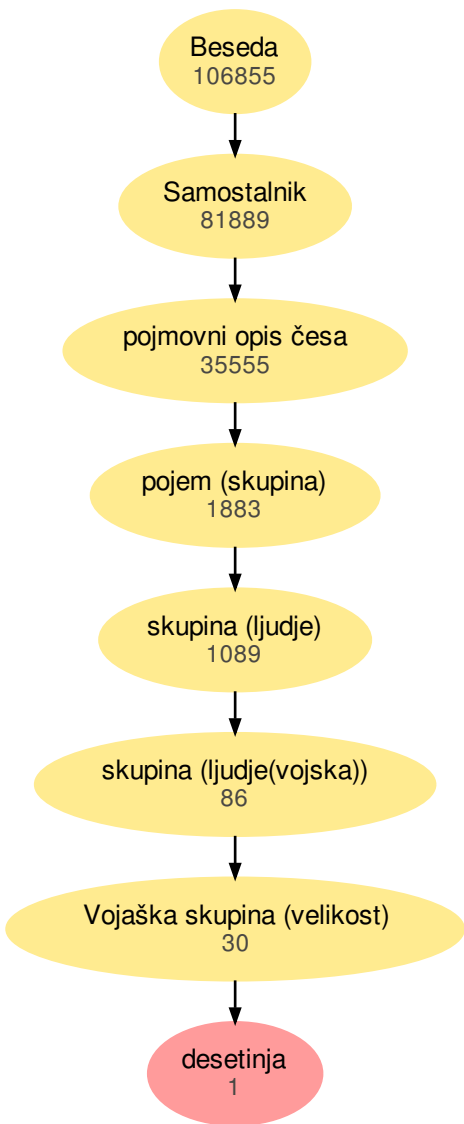 Beseda
106855
Samostalnik
81889
pojmovni opis česa
35555
pojem (skupina)
1883
skupina (ljudje)
1089
skupina (ljudje(vojska))
86
Vojaška skupina (velikost)
30
desetinja
1